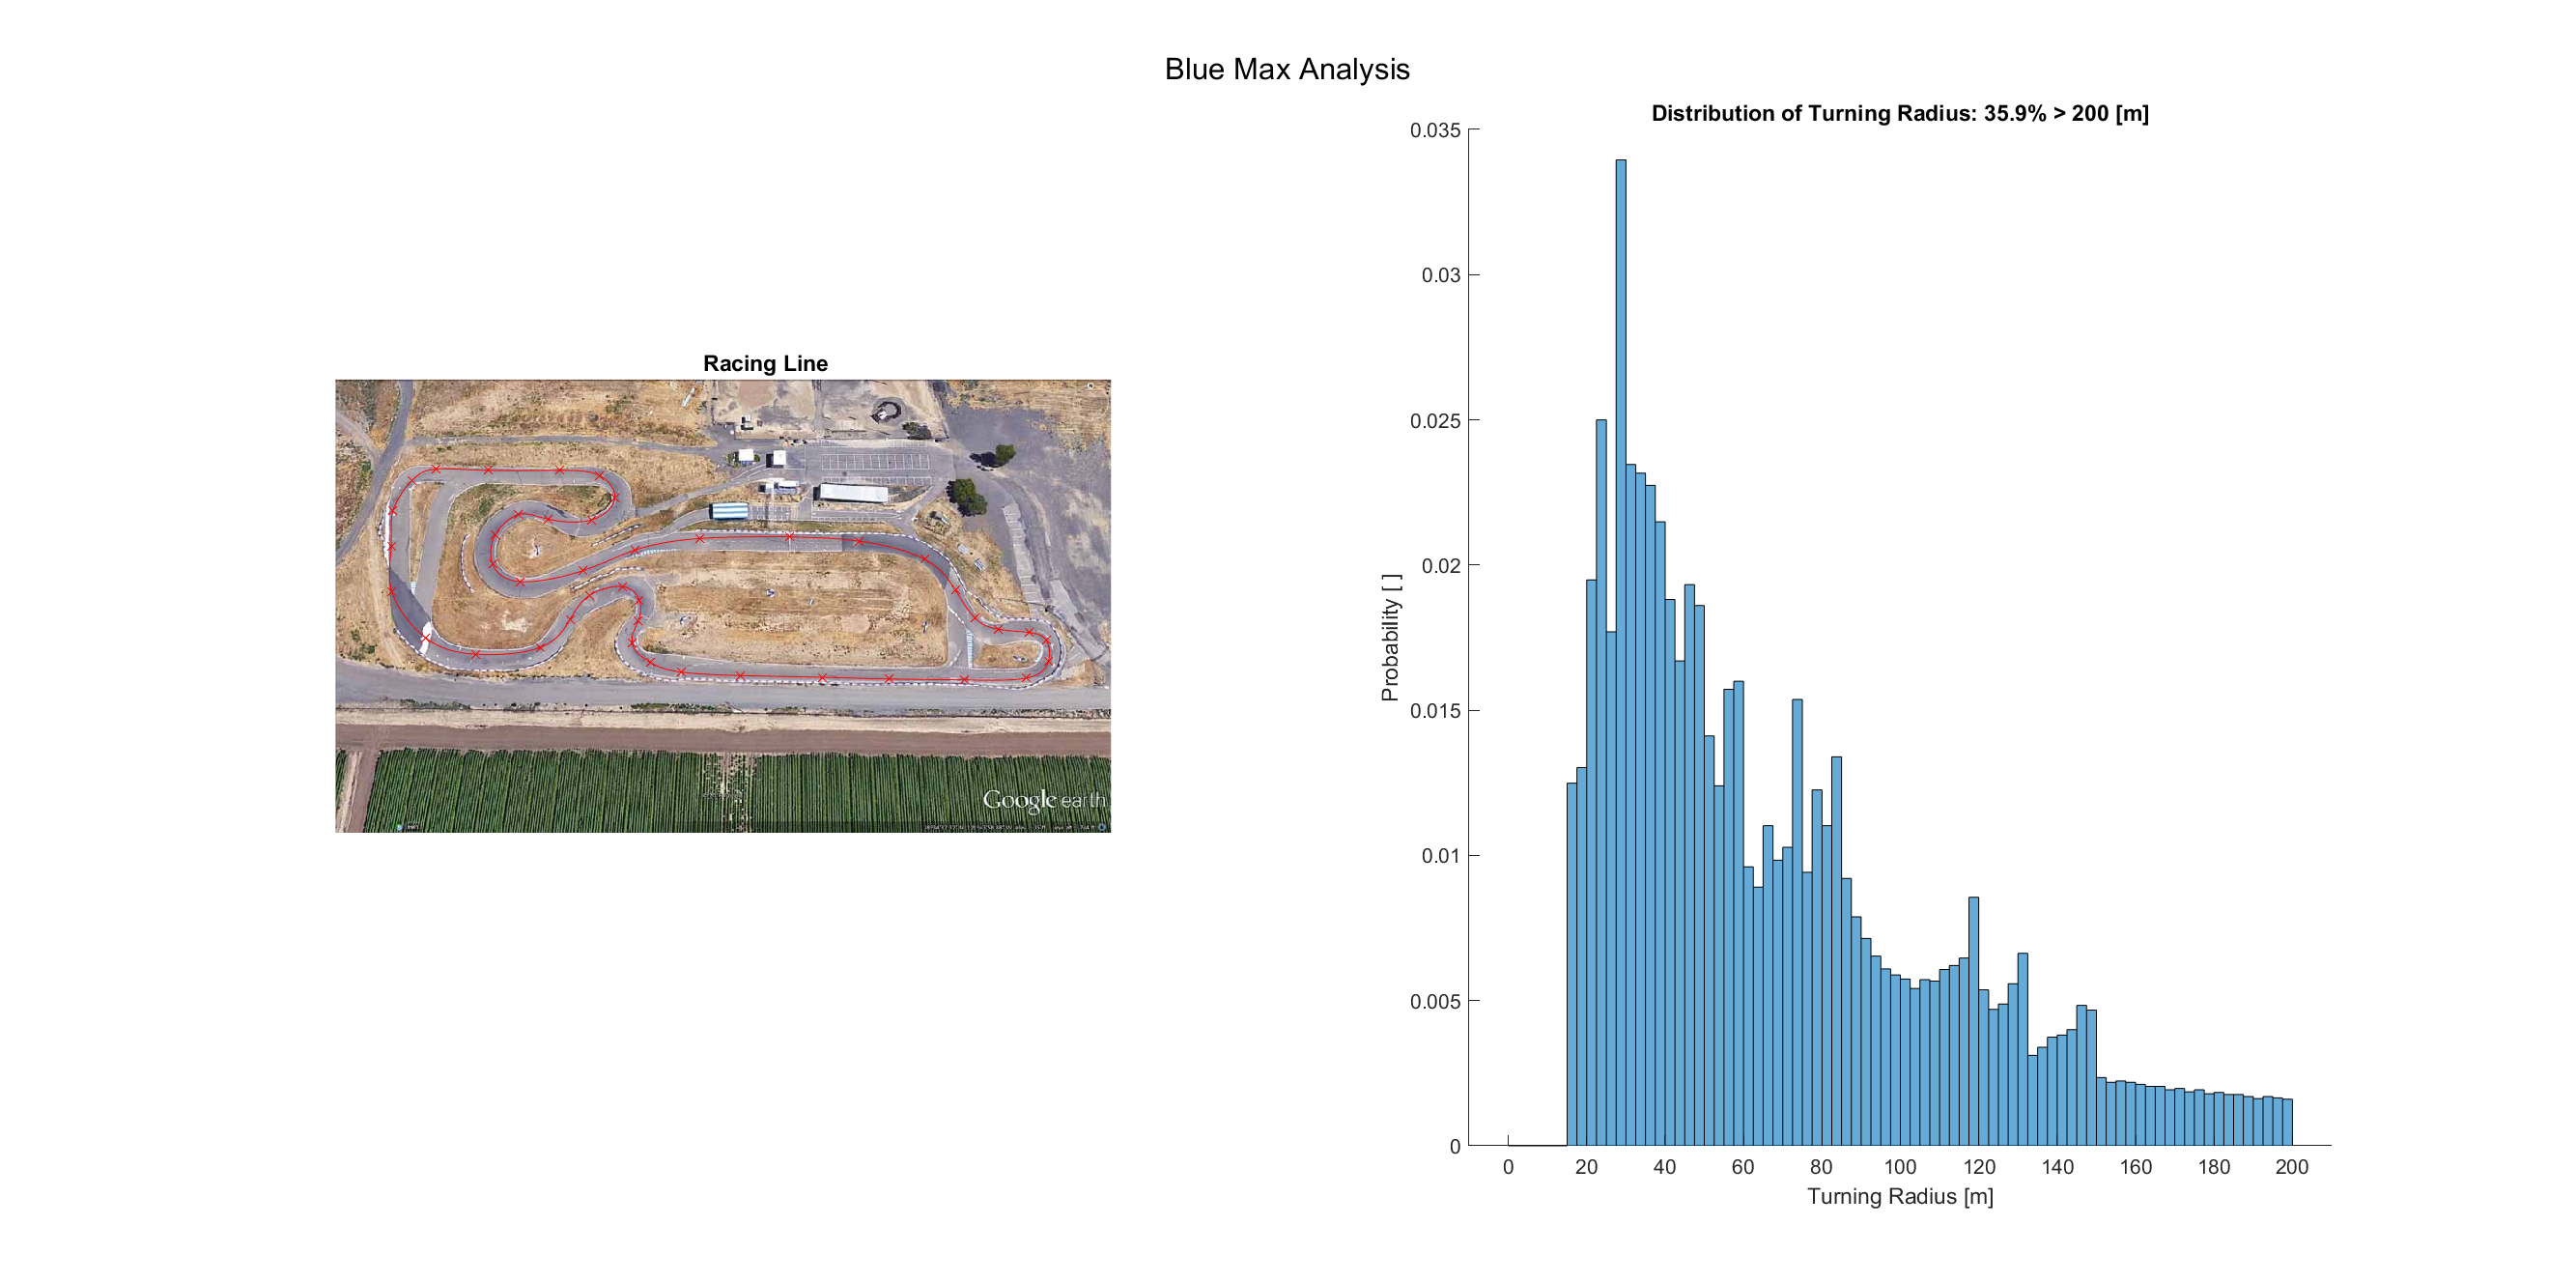 Blue Max Analysis
Racing Line
Google earth
Distribution of Turning Radius: 35.9% > 200 [m]
0.035
0.03
0.025
0.02
0.015
0.01
0.005
0
Probability [ ]
0 20 40 60 80 100 120 140 160 180 200
Turning Radius [m]